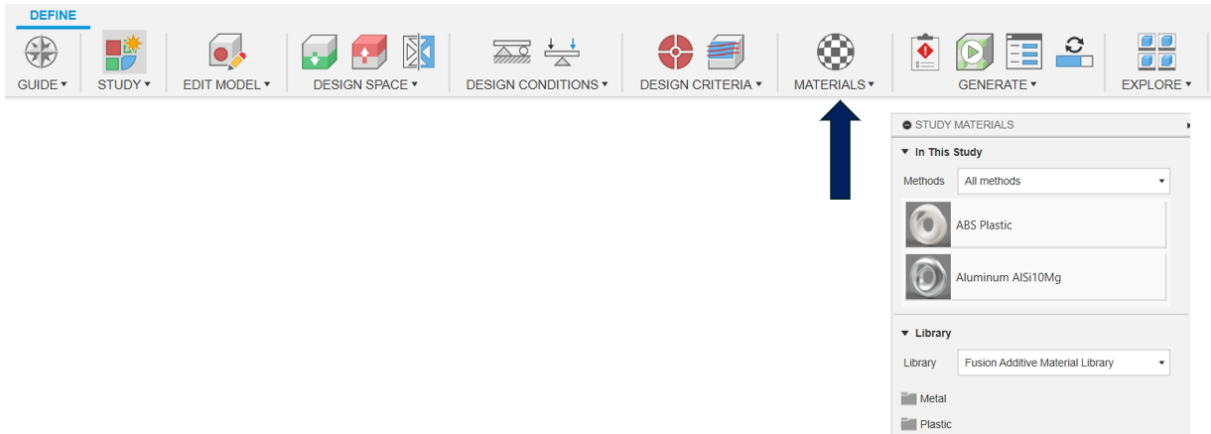 DEFINE
GUIDE ▾ STUDY ▾ EDIT MODEL ▾ DESIGN SPACE ▾ DESIGN CONDITIONS ▾ DESIGN CRITERIA ▾ MATERIALS ▾ GENERATE ▾ EXPLORE ▾
STUDY MATERIALS
In This Study
Methods All methods
ABS Plastic
Aluminum AlSi10Mg
Library
Library Fusion Additive Material Library
Metal
Plastic